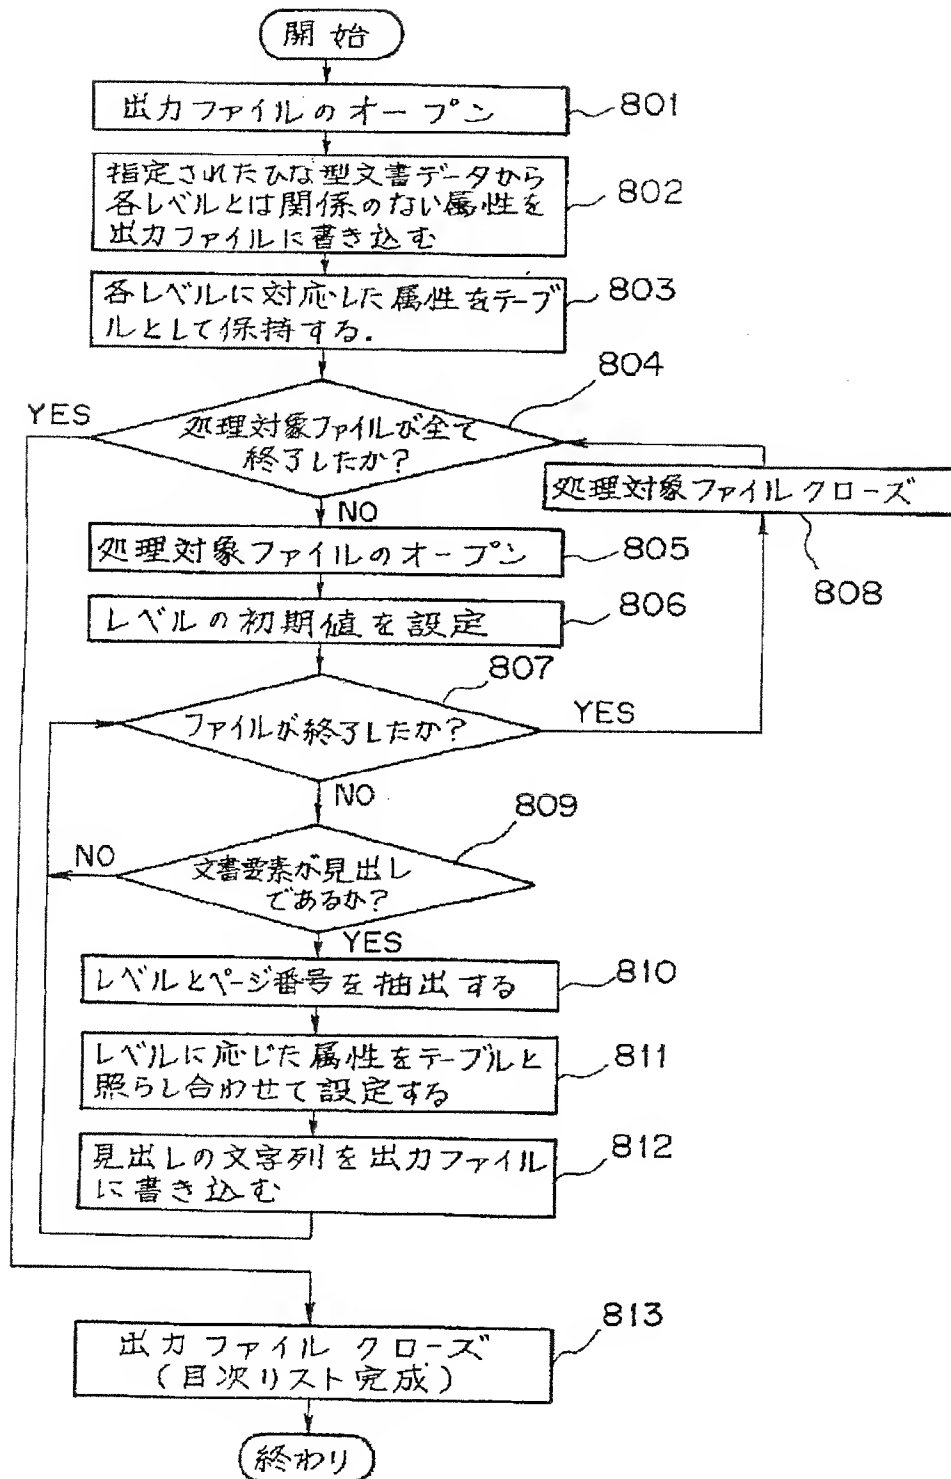 開始
出力ファイルのオープン
801
指定されたひな型文書データから
各レベルとは関係のない属性を
出力ファイルに書き込む
802
各レベルに対応した属性をテーブ
ルとして保持する.
803
804
YES
処理対象ファイルが全て
終了したか?
NO
処理対象ファイルクローズ
808
処理対象ファイルのオープン
805
レベルの初期値を設定
806
807
ファイルが終了したか?
YES
NO
809
NO
文書要素が見出し
であるか?
YES
レベルとページ番号を抽出する
810
レベルに応じた属性をテーブルと
照らし合わせて設定する
811
見出しの文字列を出力ファイル
に書き込む
812
813
出力ファイルクローズ
(目次リスト完成)
終わり